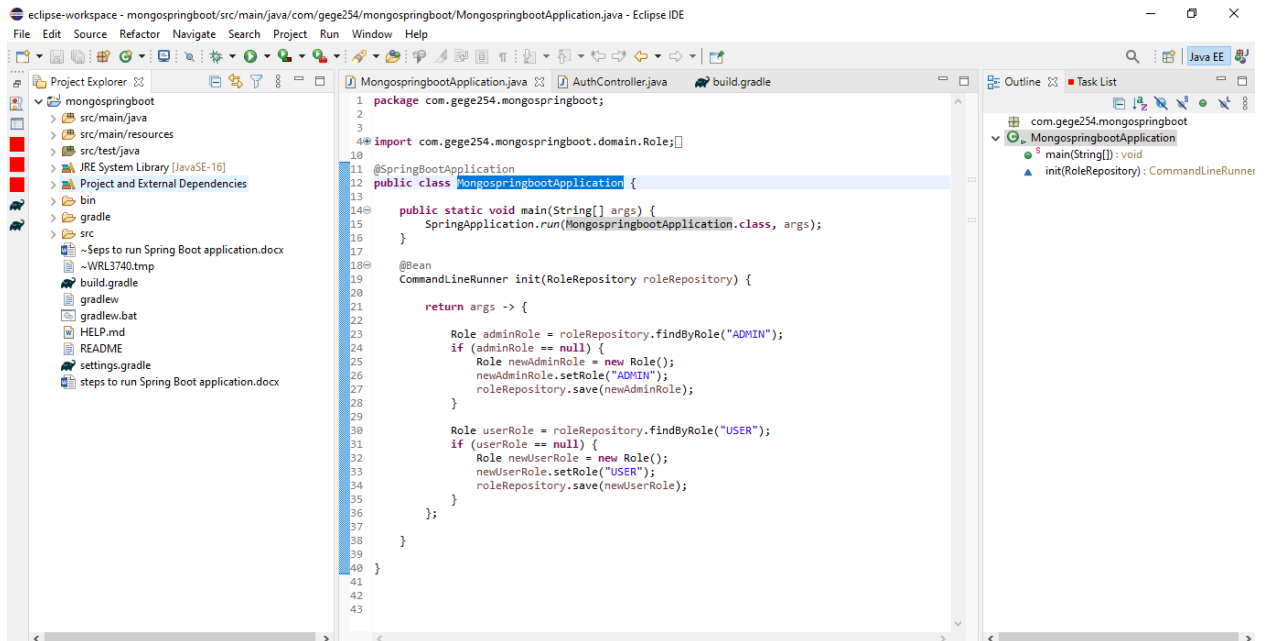 eclipse-workspace - mongospringboot/src/main/java/com/gege254/mongospringboot/MongospringbootApplication.java - Eclipse IDE
File Edit Source Refactor Navigate Search Project Run Window Help
Java EE
Project Explorer
mongospringboot
src/main/java
src/main/resources
src/test/java
JRE System Library [JavaSE-16]
Project and External Dependencies
bin
gradle
src
~$eps to run Spring Boot application.docx
~WRL3740.tmp
build.gradle
gradlew
gradlew.bat
HELP.md
README
settings.gradle
steps to run Spring Boot application.docx
MongospringbootApplication.java AuthController.java build.gradle
1 package com.gege254.mongospringboot;
2
3
4 import com.gege254.mongospringboot.domain.Role;
10
11 @SpringBootApplication
12 public class MongospringbootApplication {
13
14 public static void main(String[] args) {
15 SpringApplication.run(MongospringbootApplication.class, args);
16 }
17
18 @Bean
19 CommandLineRunner init(RoleRepository roleRepository) {
20
21 return args -> {
22
23 Role adminRole = roleRepository.findByRole("ADMIN");
24 if (adminRole == null) {
25 Role newAdminRole = new Role();
26 newAdminRole.setRole("ADMIN");
27 roleRepository.save(newAdminRole);
28 }
29
30 Role userRole = roleRepository.findByRole("USER");
31 if (userRole == null) {
32 Role newUserRole = new Role();
33 newUserRole.setRole("USER");
34 roleRepository.save(newUserRole);
35 }
36 };
37
38 }
39
40 }
41
42
43
Outline Task List
com.gege254.mongospringboot
MongospringbootApplication
main(String[]) : void
init(RoleRepository) : CommandLineRunner